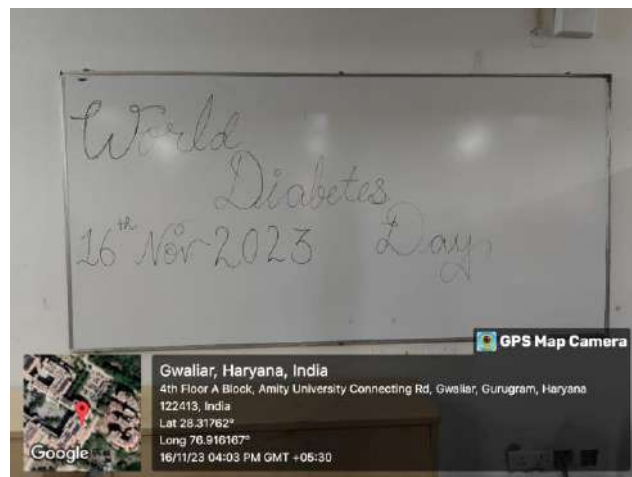 World
Diabetes
Day
16th Nov 2023
GPS Map Camera
Gwaliar, Haryana, India
4th Floor A Block, Amity University Connecting Rd, Gwaliar, Gurugram, Haryana
122413, India
Lat 28.31762°
Long 76.916167°
16/11/23 04:03 PM GMT +05:30
Google